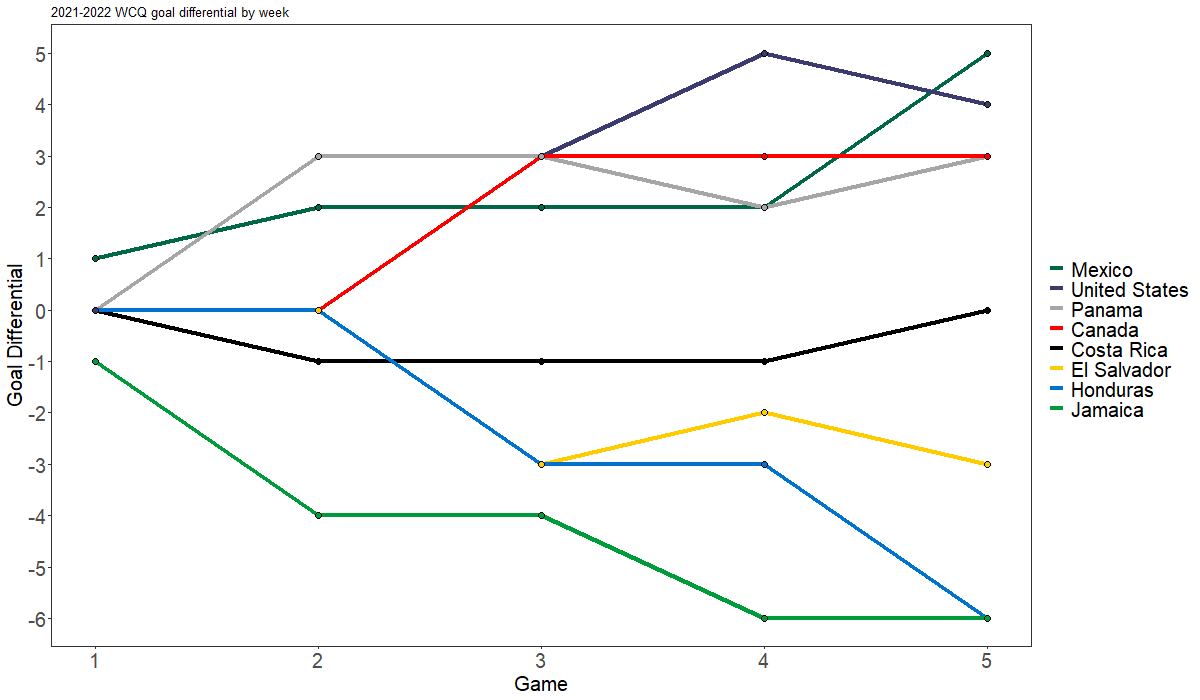 2021-2022 WCQ goal differential by week
Goal Differential
5
4
3
2
1
0
-1
-2
-3
-4
-5
-6
1 2 3 4 5
Game
Mexico
United States
Panama
Canada
Costa Rica
El Salvador
Honduras
Jamaica